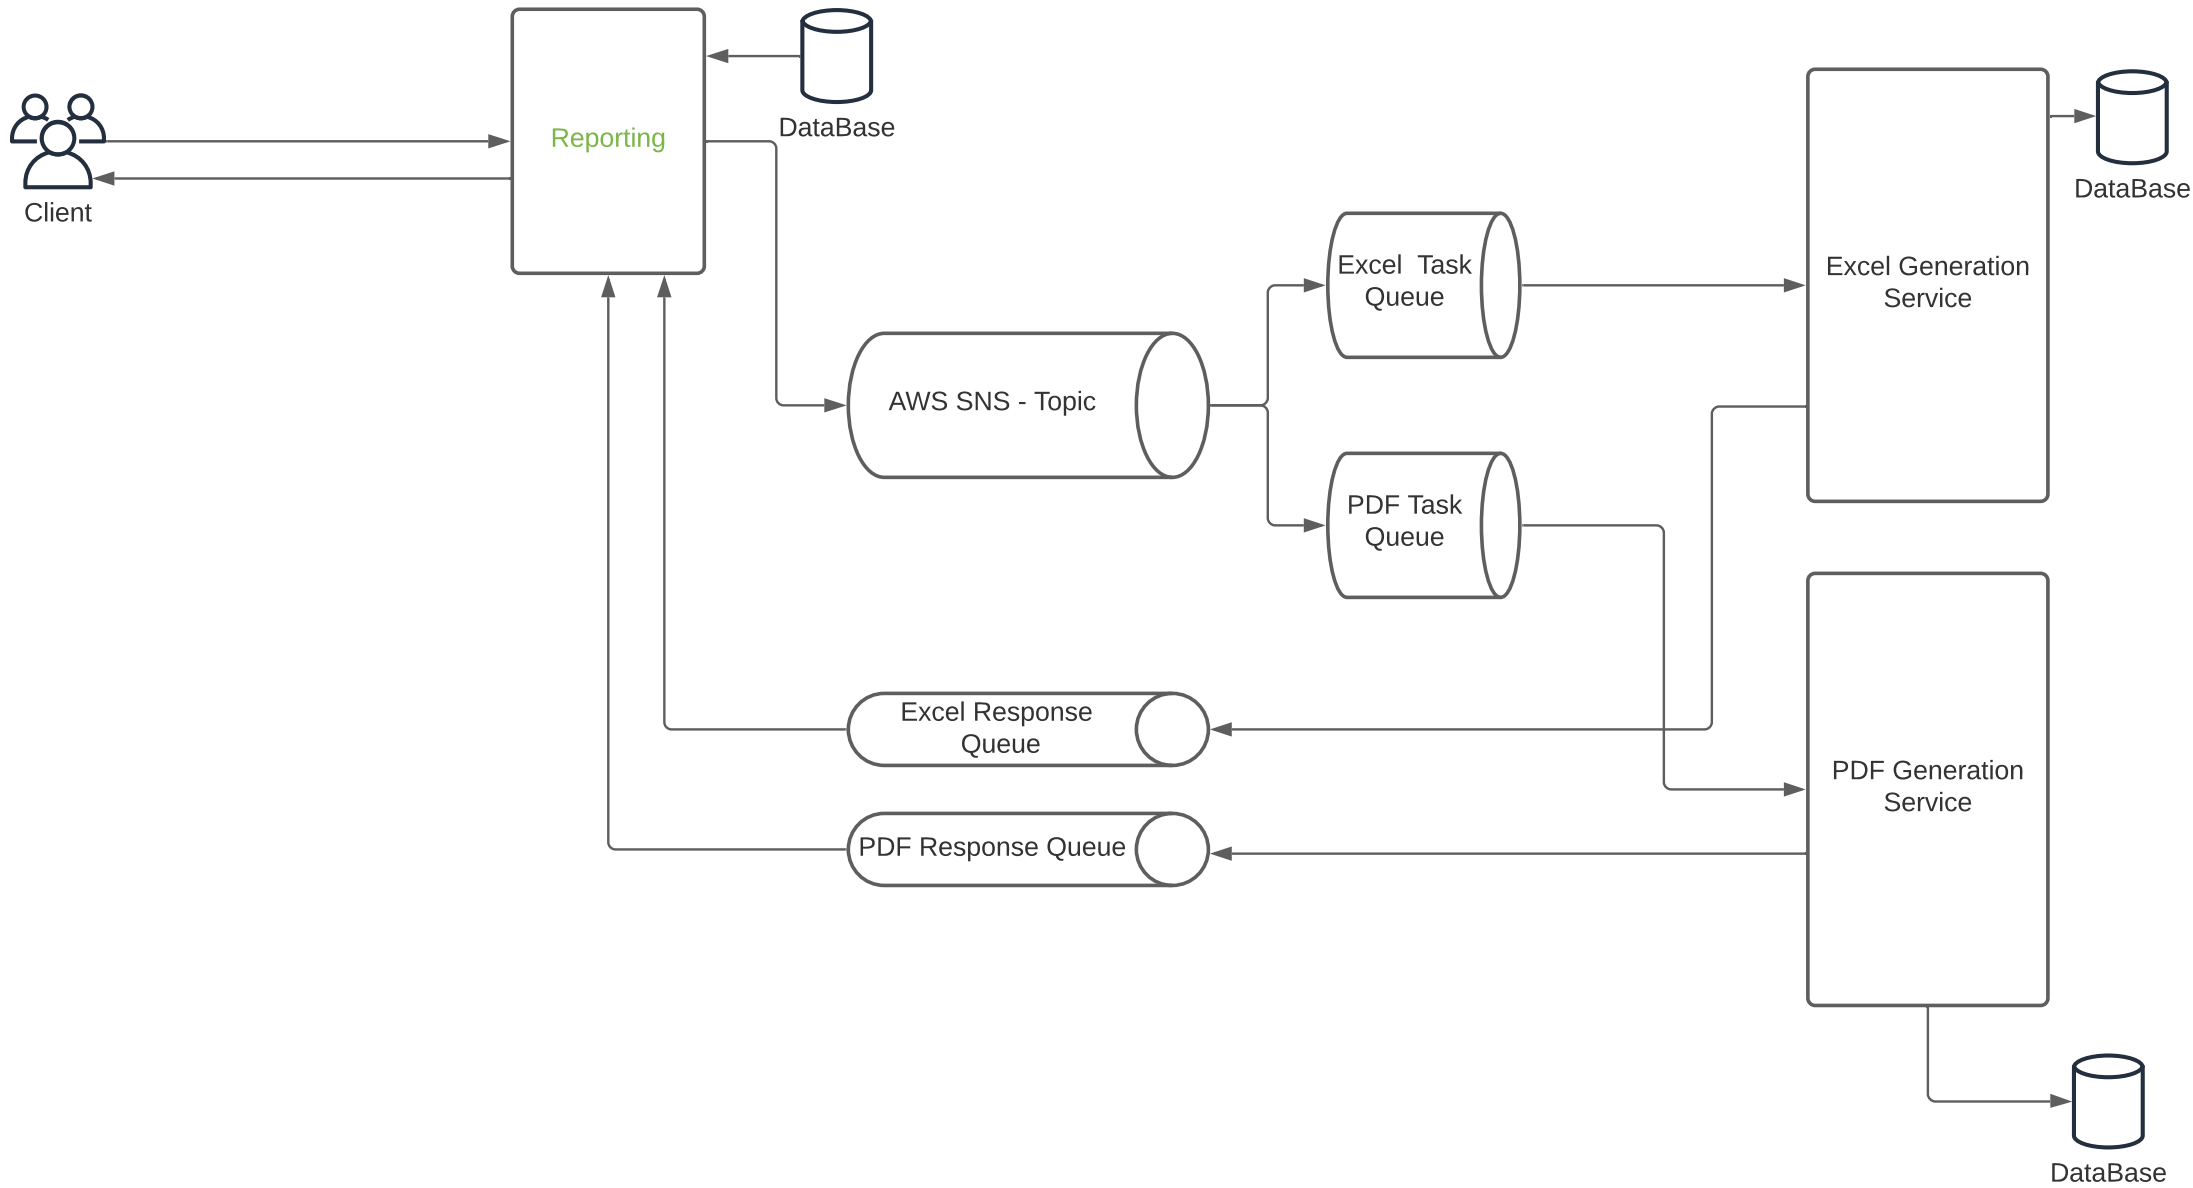 DataBase
Reporting
Client
DataBase
Excel  Task
Queue
Excel Generation
Service
AWS SNS - Topic
PDF Task
Queue
Excel Response
Queue
PDF Generation
Service
PDF Response Queue
DataBase